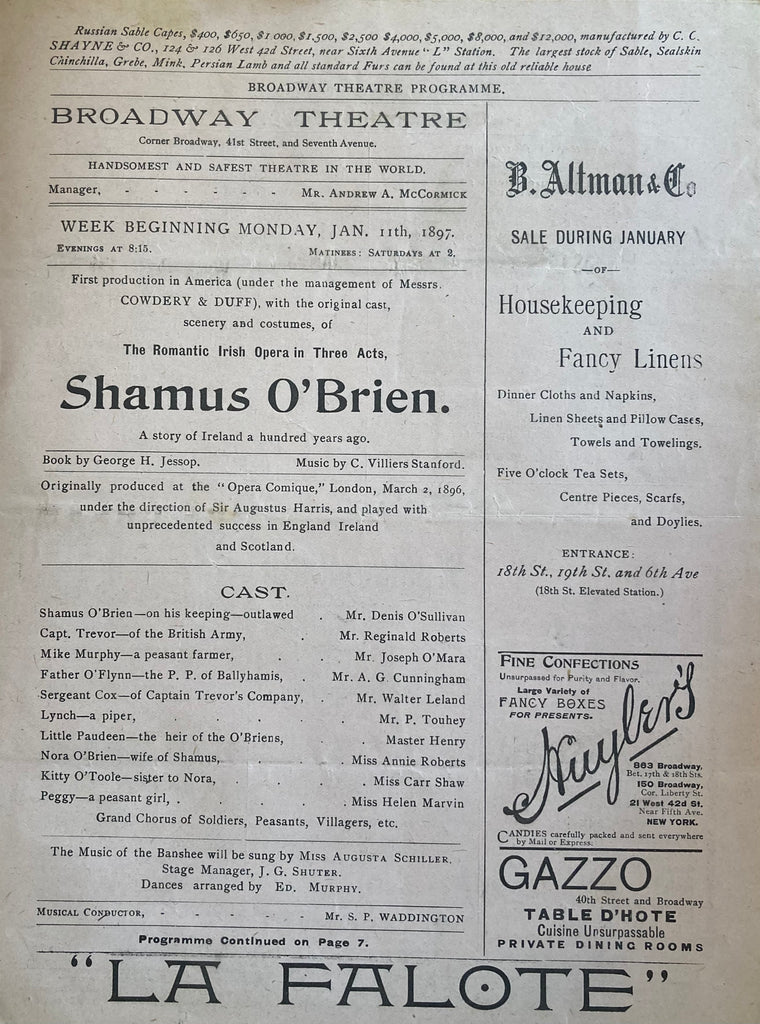 Russian Sable Capes, $400, $650, $1 000, $1,500, $2,500 $4,000, $5,000, $8,000, and $12,000, manufactured by C. C.
SHAYNE & CO., 124 & 126 West 42d Street, near Sixth Avenue "L" Station. The largest stock of Sable, Sealskin
Chinchilla, Grebe, Mink, Persian Lamb and all standard Furs can be found at this old reliable house
BROADWAY THEATRE PROGRAMME.
BROADWAY THEATRE
Corner Broadway, 41st Street, and Seventh Avenue.
HANDSOMEST AND SAFEST THEATRE IN THE WORLD.
Manager, - - - - - - Mr. Andrew A. McCormick
WEEK BEGINNING MONDAY, JAN. 11th, 1897.
Evenings at 8:15. Matinees: Saturdays at 2.
First production in America (under the management of Messrs.
COWDERY & DUFF), with the original cast,
scenery and costumes, of
The Romantic Irish Opera in Three Acts,
Shamus O'Brien.
A story of Ireland a hundred years ago.
Book by George H. Jessop. Music by C. Villiers Stanford.
Originally produced at the "Opera Comique," London, March 2, 1896,
under the direction of Sir Augustus Harris, and played with
unprecedented success in England Ireland
and Scotland.
CAST.
Shamus O'Brien—on his keeping—outlawed . Mr. Denis O'Sullivan
Capt. Trevor—of the British Army, . Mr. Reginald Roberts
Mike Murphy—a peasant farmer, . . . Mr. Joseph O'Mara
Father O'Flynn—the P. P. of Ballyhamis, . Mr. A. G. Cunningham
Sergeant Cox—of Captain Trevor's Company, . Mr. Walter Leland
Lynch—a piper, . . . . . Mr. P. Touhey
Little Paudeen—the heir of the O'Briens, . Master Henry
Nora O'Brien—wife of Shamus, . . . Miss Annie Roberts
Kitty O'Toole—sister to Nora, . . . . Miss Carr Shaw
Peggy—a peasant girl, . . . . . Miss Helen Marvin
Grand Chorus of Soldiers, Peasants, Villagers, etc.
The Music of the Banshee will be sung by Miss Augusta Schiller.
Stage Manager, J. G. Shuter.
Dances arranged by Ed. Murphy.
Musical Conductor, - - - - - Mr. S. P. Waddington
Programme Continued on Page 7.
B. Altman & Co
SALE DURING JANUARY
—OF—
Housekeeping
AND
Fancy Linens
Dinner Cloths and Napkins,
Linen Sheets and Pillow Cases,
Towels and Towelings.
Five O'clock Tea Sets,
Centre Pieces, Scarfs,
and Doylies.
ENTRANCE:
18th St., 19th St. and 6th Ave
(18th St. Elevated Station.)
Fine Confections
Unsurpassed for Purity and Flavor.
Large Variety of
FANCY BOXES
FOR PRESENTS.
Huyler's
863 Broadway,
Bet. 17th & 18th Sts.
150 Broadway,
Cor. Liberty St.
21 West 42d St.
Near Fifth Ave.
NEW YORK.
CANDIES carefully packed and sent everywhere
by Mail or Express.
GAZZO
40th Street and Broadway
TABLE D'HOTE
Cuisine Unsurpassable
PRIVATE DINING ROOMS
"LA FALOTE"